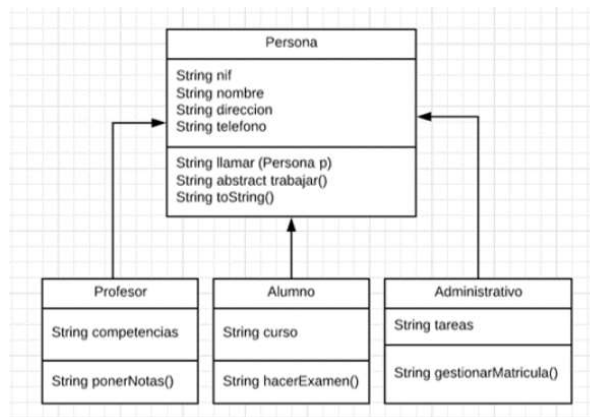 Persona
String nif
String nombre
String direccion
String telefono
String llamar (Persona p)
String abstract trabajar()
String toString()
Profesor
String competencias
String ponerNotas()
Alumno
String curso
String hacerExamen()
Administrativo
String tareas
String gestionarMatricula()